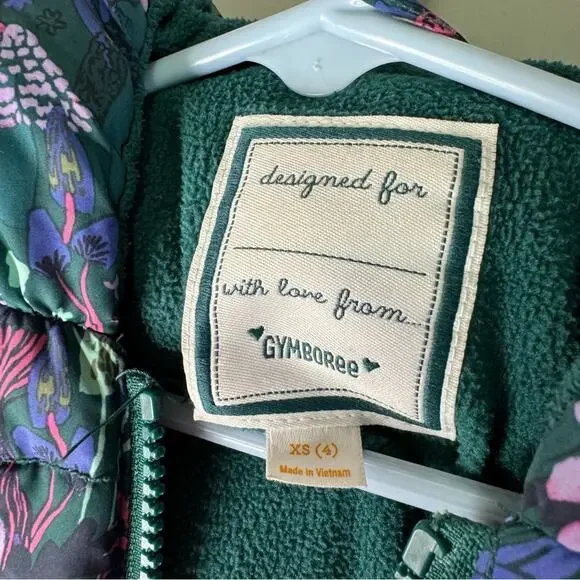 designed for
with love from...
GYMBOREE
XS (4)
Made in Vietnam